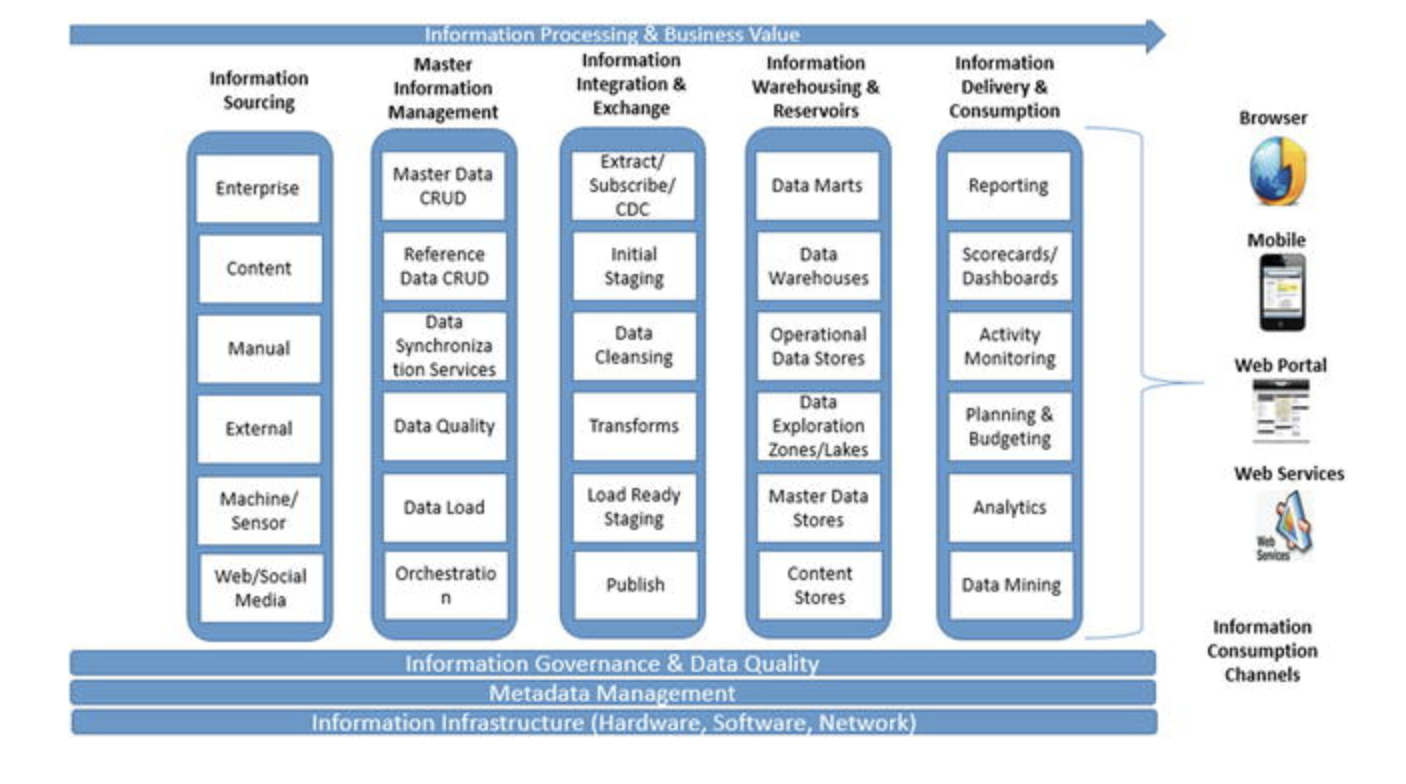 Information Processing & Business Value
Information
Sourcing
Master
Information
Management
Information
Integration &
Exchange
Information
Warehousing &
Reservoirs
Information
Delivery &
Consumption
Enterprise
Content
Manual
External
Machine/
Sensor
Web/Social
Media
Master Data
CRUD
Reference
Data CRUD
Data
Synchroniza
tion Services
Data Quality
Data Load
Orchestratio
n
Extract/
Subscribe/
CDC
Initial
Staging
Data
Cleansing
Transforms
Load Ready
Staging
Publish
Data Marts
Data
Warehouses
Operational
Data Stores
Data
Exploration
Zones/Lakes
Master Data
Stores
Content
Stores
Reporting
Scorecards/
Dashboards
Activity
Monitoring
Planning &
Budgeting
Analytics
Data Mining
Browser
Mobile
Web Portal
Web Services
Web
Services
Information
Consumption
Channels
Information Governance & Data Quality
Metadata Management
Information Infrastructure (Hardware, Software, Network)